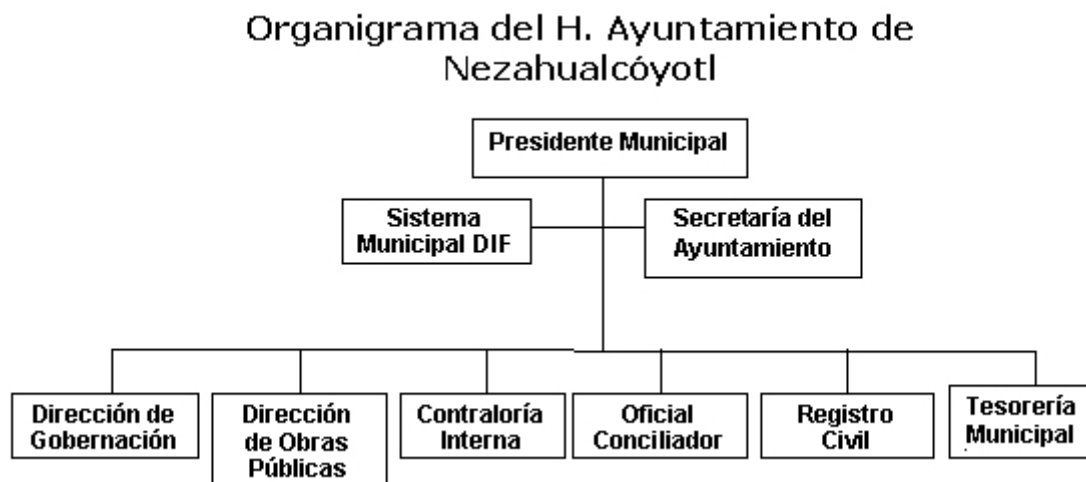 Organigrama del H. Ayuntamiento de
Nezahualcóyotl
Presidente Municipal
Sistema
Municipal DIF
Secretaría del
Ayuntamiento
Dirección de
Gobernación
Dirección
de Obras
Públicas
Contraloría
Interna
Oficial
Conciliador
Registro
Civil
Tesorería
Municipal